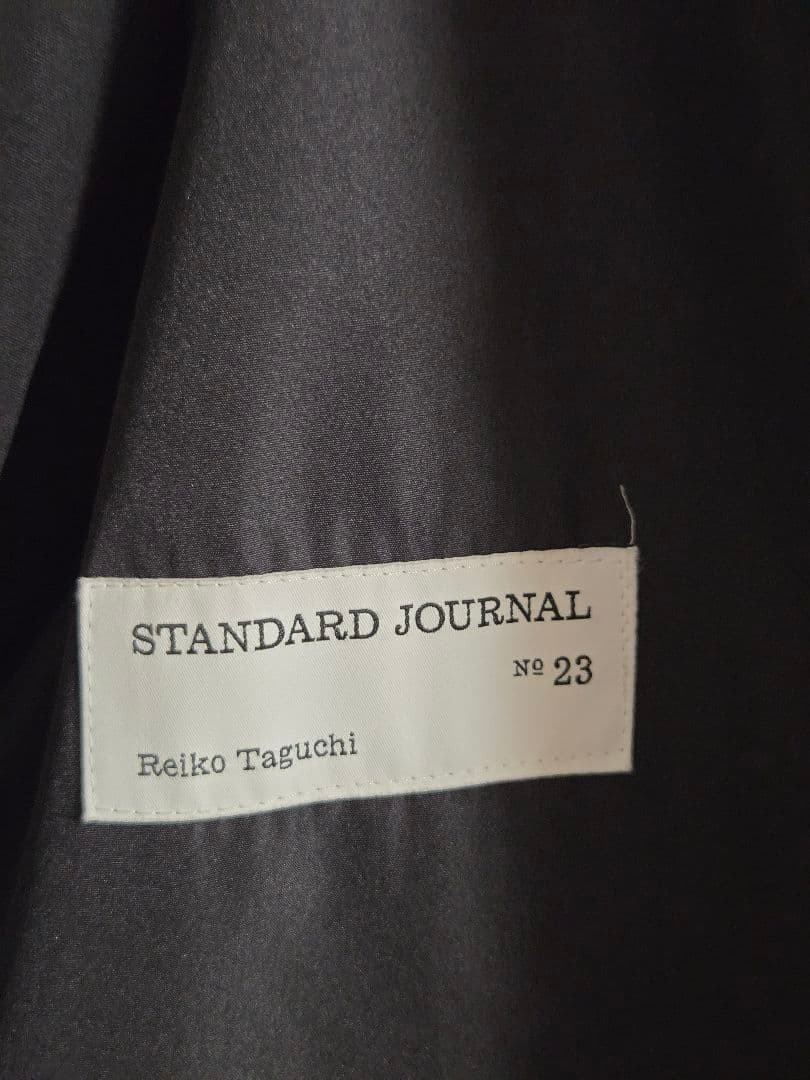 STANDARD JOURNAL
Nº 23
Reiko Taguchi